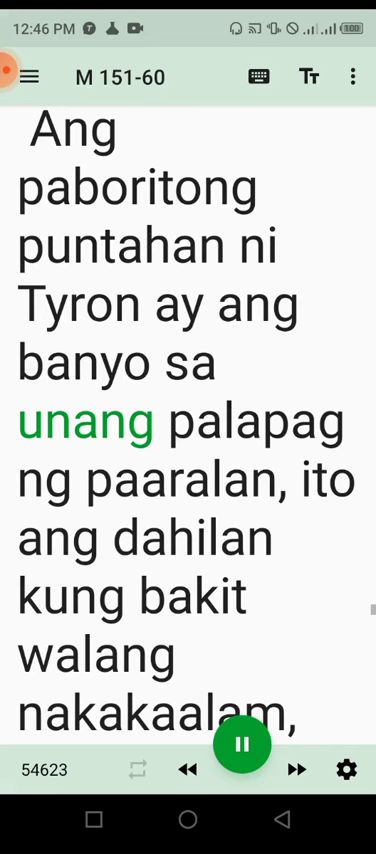 12:46 PM
100
M 151-60
Ang
paboritong
puntahan ni
Tyron ay ang
banyo sa
unang palapag
ng paaralan, ito
ang dahilan
kung bakit
walang
nakakaalam,
54623